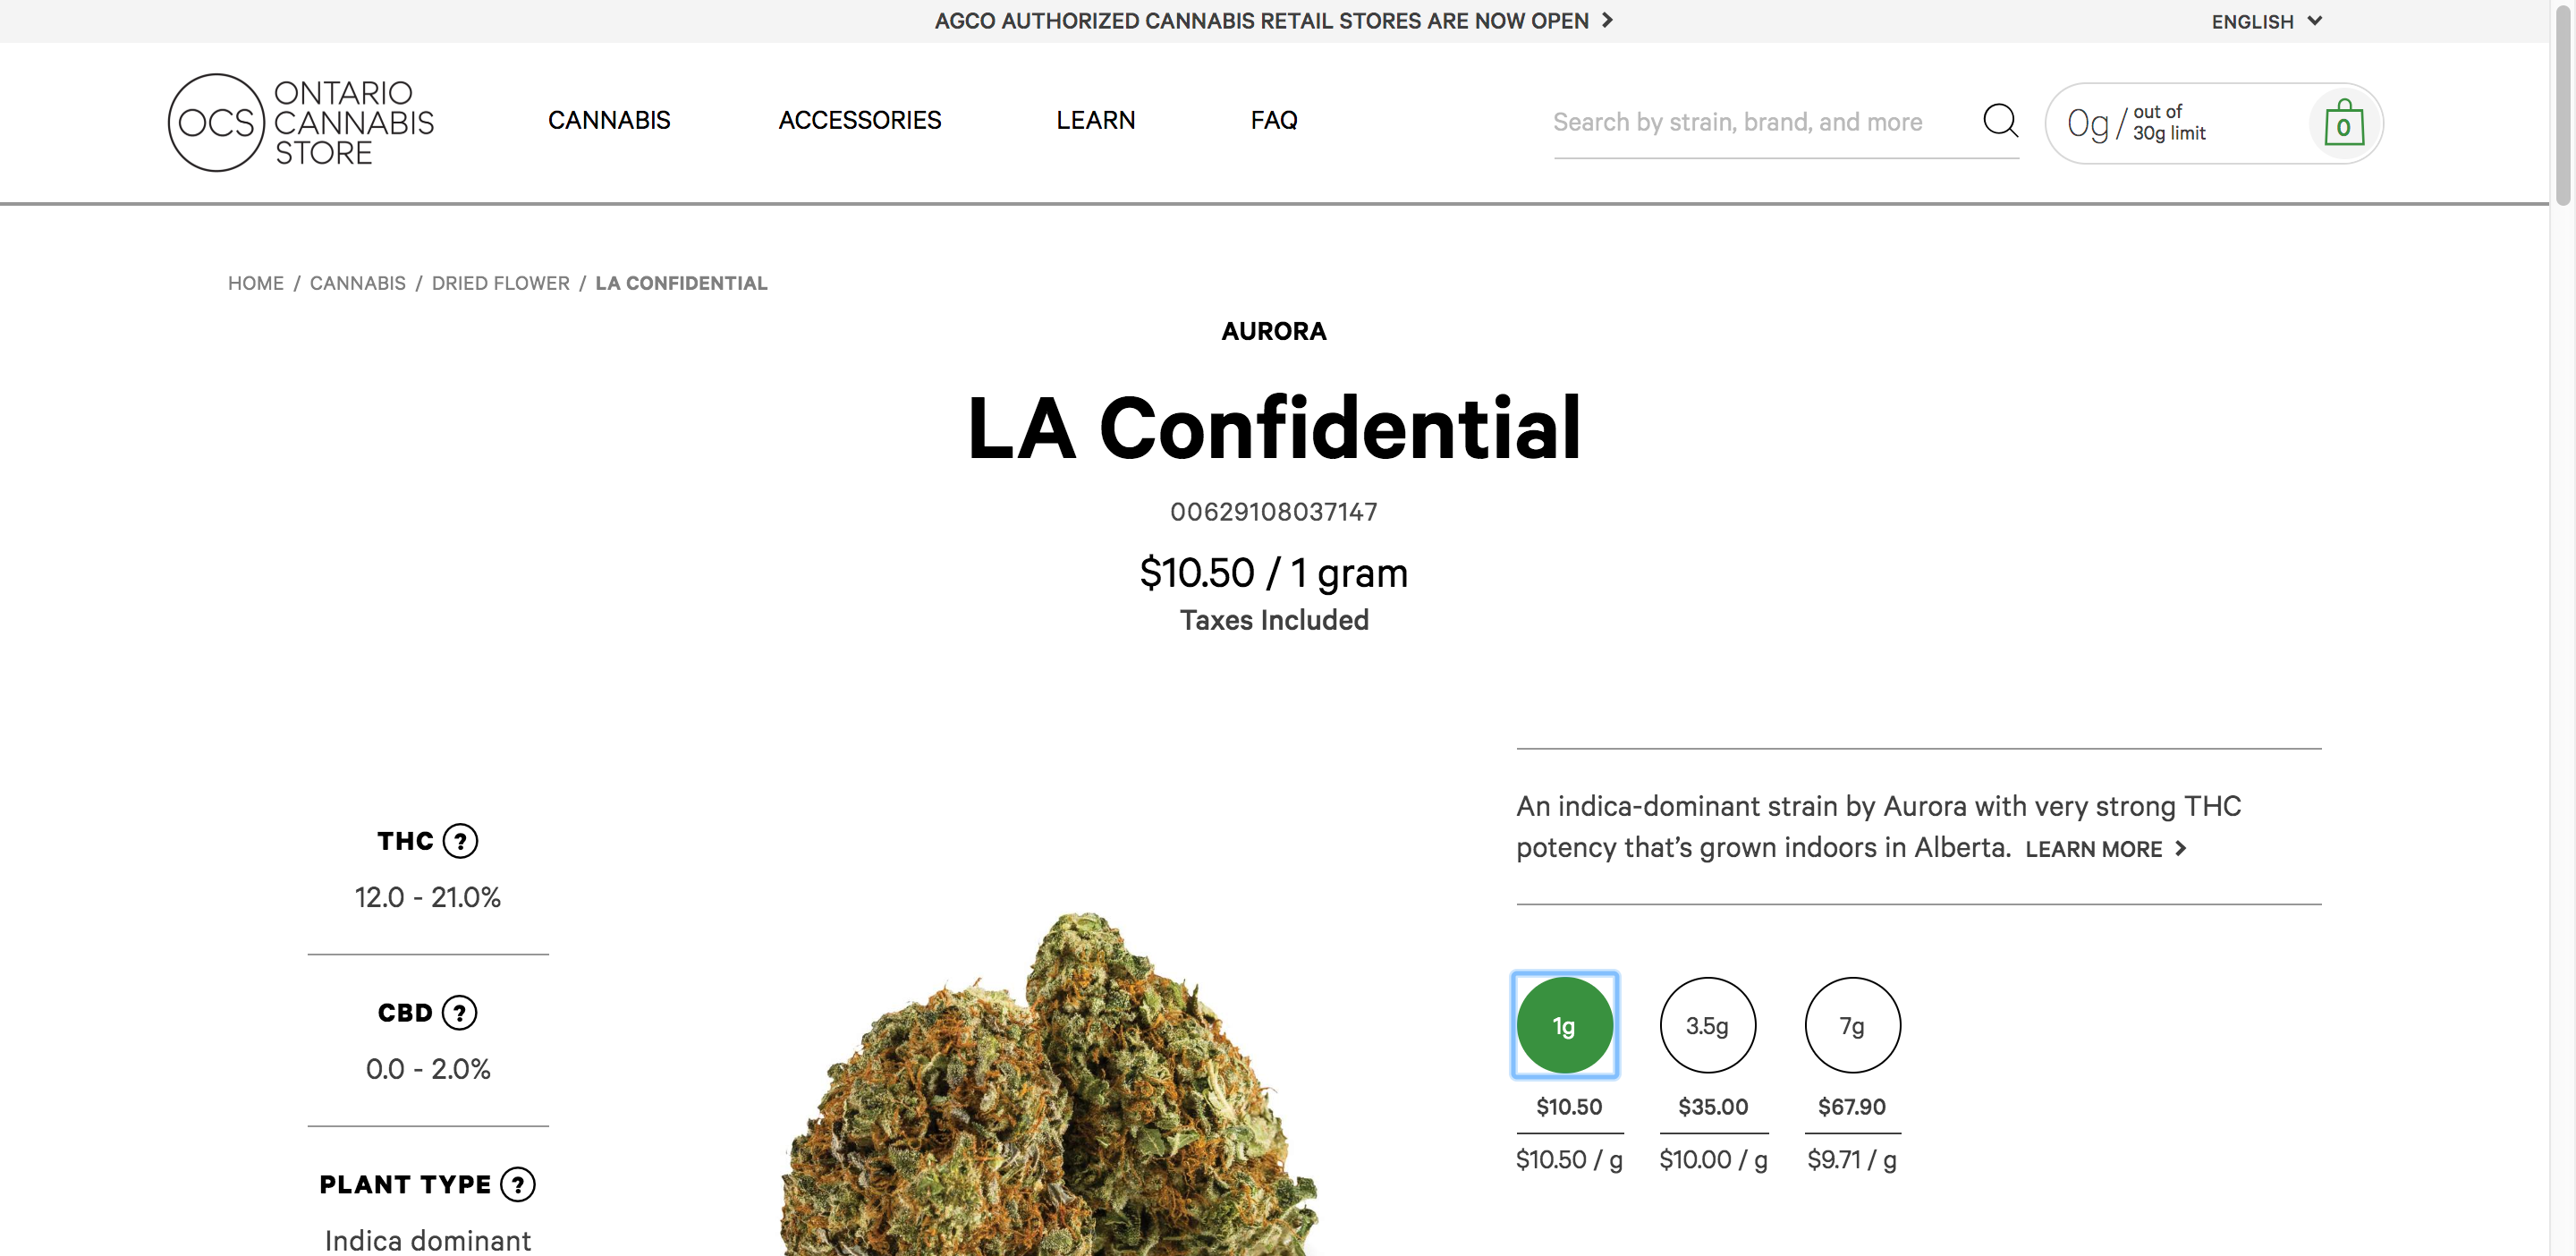 AGCO AUTHORIZED CANNABIS RETAIL STORES ARE NOW OPEN
ENGLISH
OCS
ONTARIO
CANNABIS
STORE
CANNABIS
ACCESSORIES
LEARN
FAQ
Search by strain, brand, and more
0g / out of
30g limit
0
HOME / CANNABIS / DRIED FLOWER / LA CONFIDENTIAL
AURORA
LA Confidential
00629108037147
$10.50 / 1 gram
Taxes Included
THC ?
12.0 - 21.0%
CBD ?
0.0 - 2.0%
PLANT TYPE ?
Indica dominant
An indica-dominant strain by Aurora with very strong THC
potency that’s grown indoors in Alberta. LEARN MORE
1g 3.5g 7g
$10.50 $35.00 $67.90
$10.50 / g $10.00 / g $9.71 / g